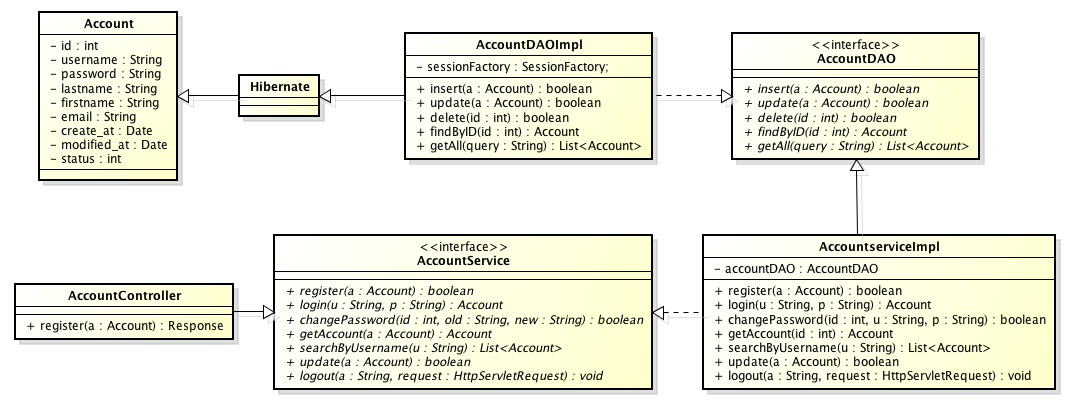 Account
- id : int
- username : String
- password : String
- lastname : String
- firstname : String
- email : String
- create_at : Date
- modified_at : Date
- status : int
Hibernate
AccountDAOImpl
- sessionFactory : SessionFactory;
+ insert(a : Account) : boolean
+ update(a : Account) : boolean
+ delete(id : int) : boolean
+ findByID(id : int) : Account
+ getAll(query : String) : List<Account>
<<interface>>
AccountDAO
+ insert(a : Account) : boolean
+ update(a : Account) : boolean
+ delete(id : int) : boolean
+ findByID(id : int) : Account
+ getAll(query : String) : List<Account>
AccountController
+ register(a : Account) : Response
<<interface>>
AccountService
+ register(a : Account) : boolean
+ login(u : String, p : String) : Account
+ changePassword(id : int, old : String, new : String) : boolean
+ getAccount(a : Account) : Account
+ searchByUsername(u : String) : List<Account>
+ update(a : Account) : boolean
+ logout(a : String, request : HttpServletRequest) : void
AccountserviceImpl
- accountDAO : AccountDAO
+ register(a : Account) : boolean
+ login(u : String, p : String) : Account
+ changePassword(id : int, u : String, p : String) : boolean
+ getAccount(id : int) : Account
+ searchByUsername(u : String) : List<Account>
+ update(a : Account) : boolean
+ logout(a : String, request : HttpServletRequest) : void